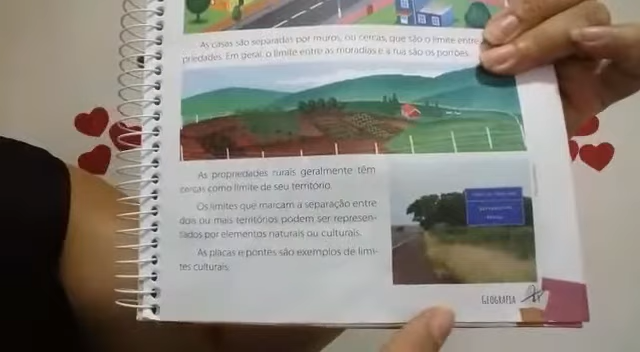 As casas são separadas por muros, ou cercas, que são o limite entre
priedades. Em geral, o limite entre as moradias e a rua são os portões.
As propriedades rurais geralmente têm
cercas como limite de seu território.
Os limites que marcam a separação entre
dois ou mais territórios podem ser represen-
tados por elementos naturais ou culturais.
As placas e pontes são exemplos de limi-
tes culturais.
GEOGRAFIA